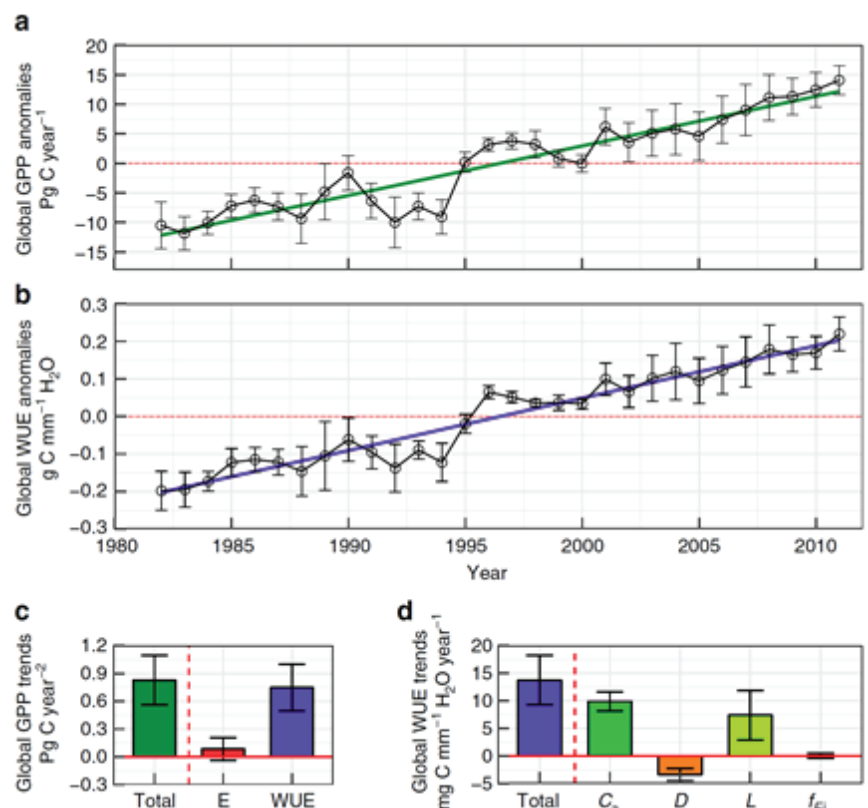 a
Global GPP anomalies
Pg C year⁻¹
20
15
10
5
0
−5
−10
−15
b
Global WUE anomalies
g C mm⁻¹ H₂O
0.3
0.2
0.1
0.0
−0.1
−0.2
−0.3
1980 1985 1990 1995 2000 2005 2010
Year
c
Global GPP trends
Pg C year⁻²
1.2
0.9
0.6
0.3
0.0
−0.3
Total E WUE
d
Global WUE trends
mg C mm⁻¹ H₂O year⁻¹
20
15
10
5
0
−5
Total D L